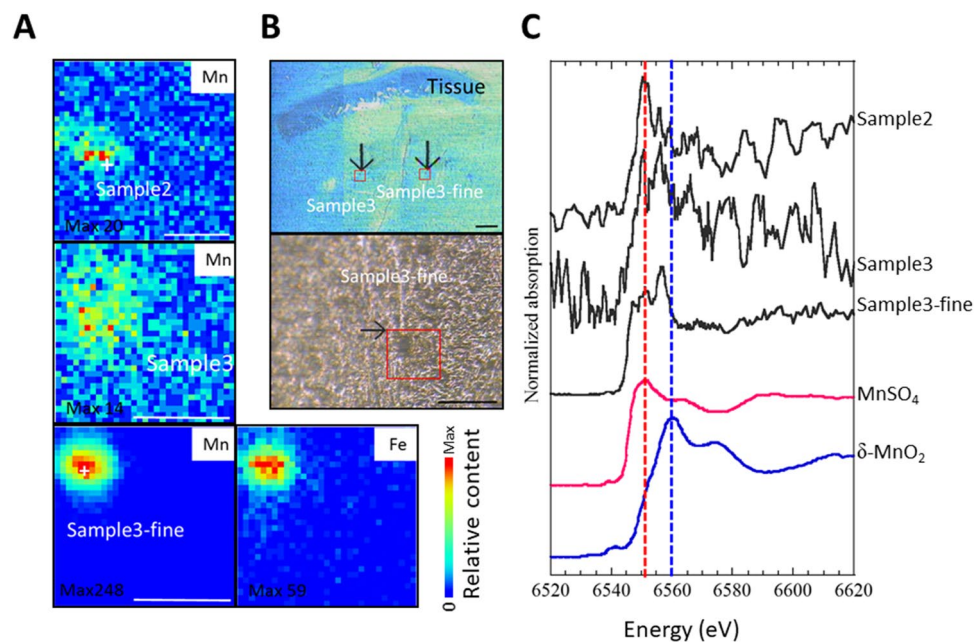 A
Mn
Sample2
Max 20
Mn
Sample3
Max 14
Mn
Sample3-fine
Max248
Fe
Max 59
0 Relative content Max
B
Tissue
Sample3
Sample3-fine
Sample3-fine
C
Normalized absorption
Sample2
Sample3
Sample3-fine
MnSO₄
δ-MnO₂
6520 6540 6560 6580 6600 6620
Energy (eV)